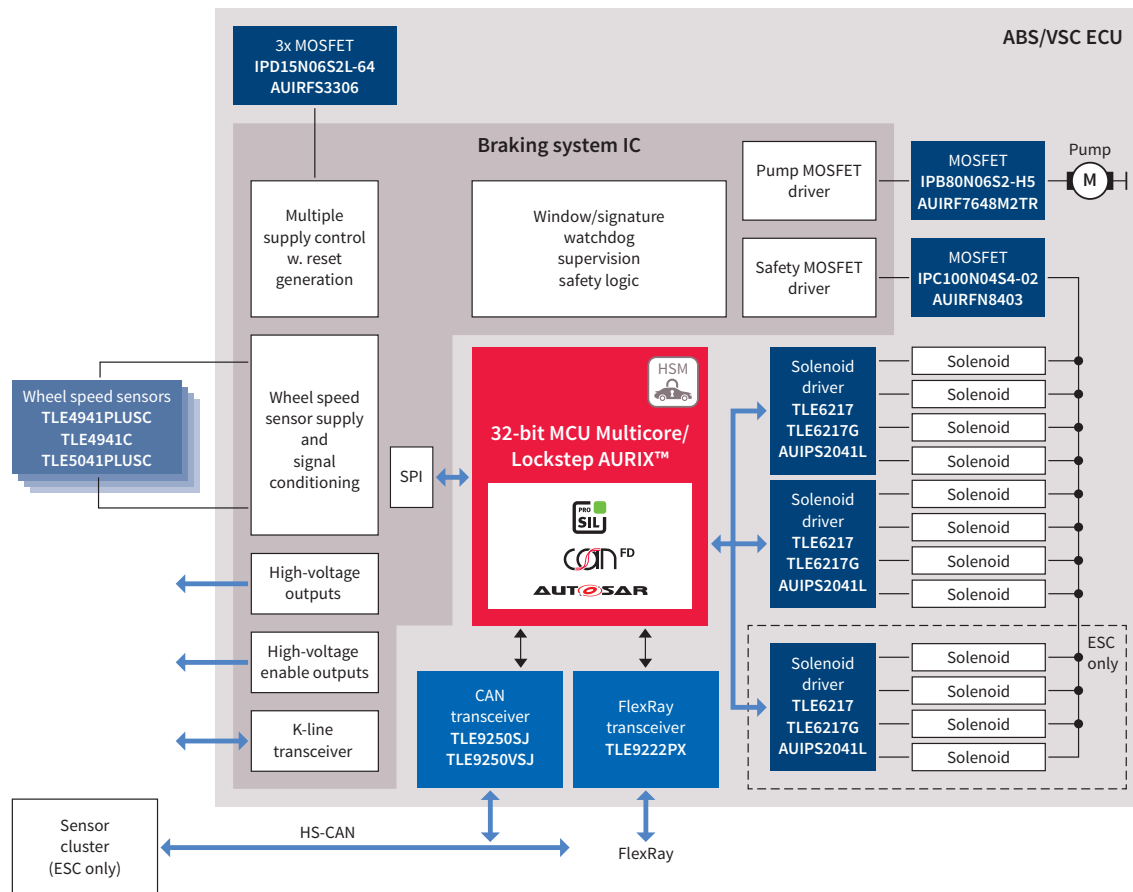 ABS/VSC ECU
3x MOSFET
IPD15N06S2L-64
AUIRFS3306
Braking system IC
Multiple
supply control
w. reset
generation
Window/signature
watchdog
supervision
safety logic
Pump MOSFET
driver
MOSFET
IPB80N06S2-H5
AUIRF7648M2TR
Pump
M
Safety MOSFET
driver
MOSFET
IPC100N04S4-02
AUIRFN8403
Wheel speed sensors
TLE4941PLUSC
TLE4941C
TLE5041PLUSC
Wheel speed
sensor supply
and
signal
conditioning
SPI
HSM
32-bit MCU Multicore/
Lockstep AURIX™
PRO
SIL
CAN FD
AUTOSAR
Solenoid
driver
TLE6217
TLE6217G
AUIPS2041L
Solenoid
Solenoid
Solenoid
Solenoid
Solenoid
driver
TLE6217
TLE6217G
AUIPS2041L
Solenoid
Solenoid
Solenoid
Solenoid
ESC
only
Solenoid
driver
TLE6217
TLE6217G
AUIPS2041L
Solenoid
Solenoid
Solenoid
Solenoid
High-voltage
outputs
High-voltage
enable outputs
K-line
transceiver
CAN
transceiver
TLE9250SJ
TLE9250VSJ
FlexRay
transceiver
TLE9222PX
Sensor
cluster
(ESC only)
HS-CAN
FlexRay